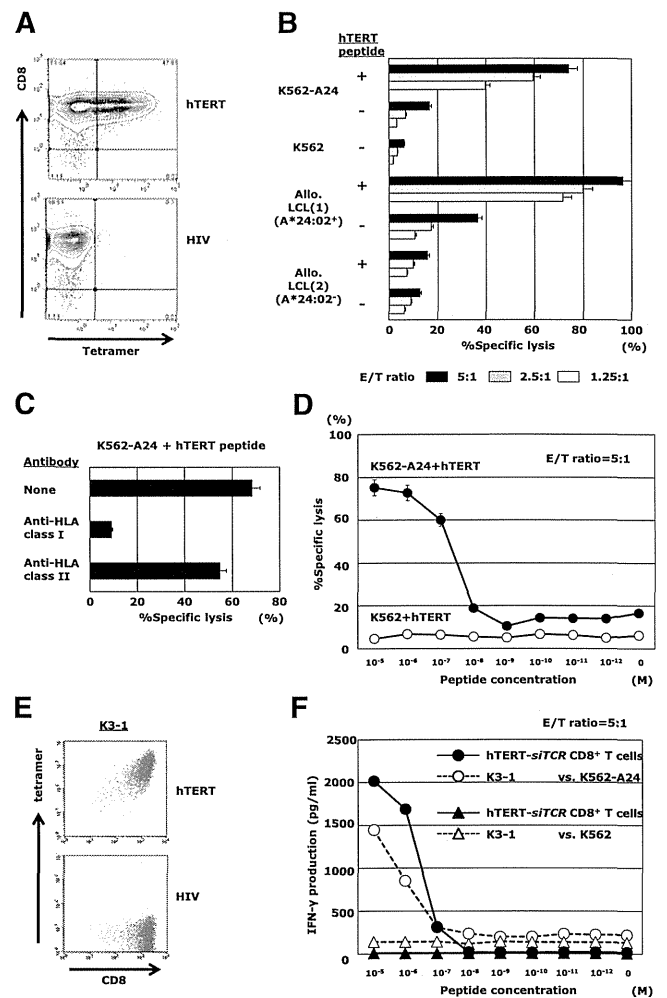 A
CD8
hTERT
HIV
Tetramer
B
hTERT
peptide
K562-A24
+
-
K562
-
Allo.
LCL(1)
(A*24:02+)
+
-
Allo.
LCL(2)
(A*24:02-)
+
-
0 20 40 60 80 100
%Specific lysis (%)
E/T ratio 5:1 2.5:1 1.25:1
C
K562-A24 + hTERT peptide
Antibody
None
Anti-HLA
class I
Anti-HLA
class II
0 20 40 60 80
%Specific lysis (%)
D
(%)
100
80
60
40
20
0
%Specific lysis
K562-A24+hTERT
E/T ratio=5:1
K562+hTERT
10-5 10-6 10-7 10-8 10-9 10-10 10-11 10-12 0
Peptide concentration (M)
E
K3-1
tetramer
hTERT
HIV
CD8
F
E/T ratio=5:1
2500
2000
1500
1000
500
0
IFN-γ production (pg/ml)
hTERT-siTCR CD8+ T cells
K3-1 vs. K562-A24
hTERT-siTCR CD8+ T cells
K3-1 vs. K562
10-5 10-6 10-7 10-8 10-9 10-10 10-11 10-12 0
Peptide concentration (M)